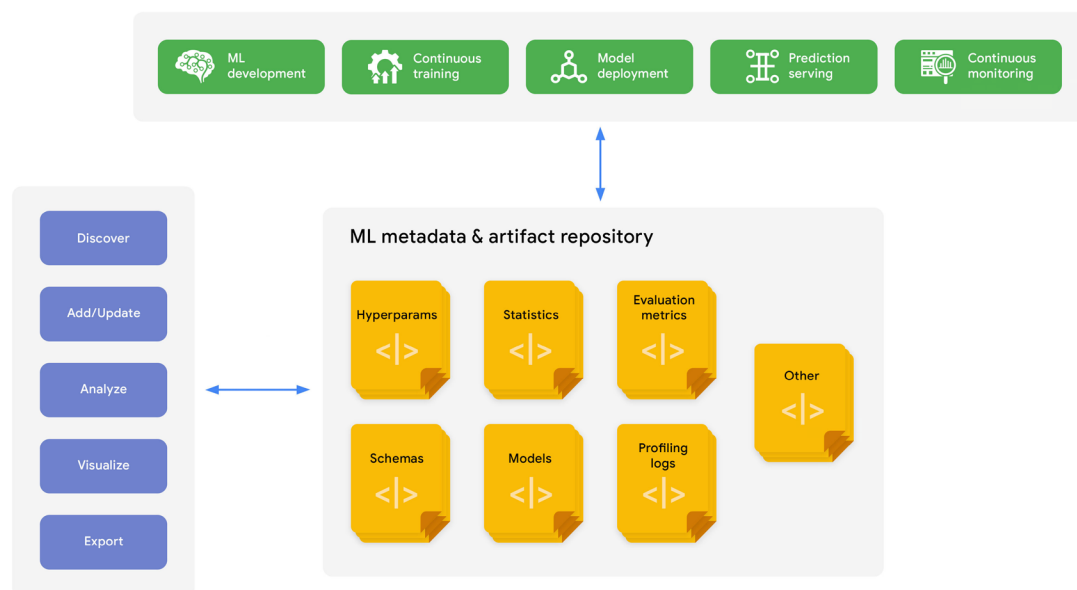 ML
development
Continuous
training
Model
deployment
Prediction
serving
Continuous
monitoring
Discover
Add/Update
Analyze
Visualize
Export
ML metadata & artifact repository
Hyperparams
</>
Statistics
</>
Evaluation
metrics
</>
Schemas
</>
Models
</>
Profiling
logs
</>
Other
</>